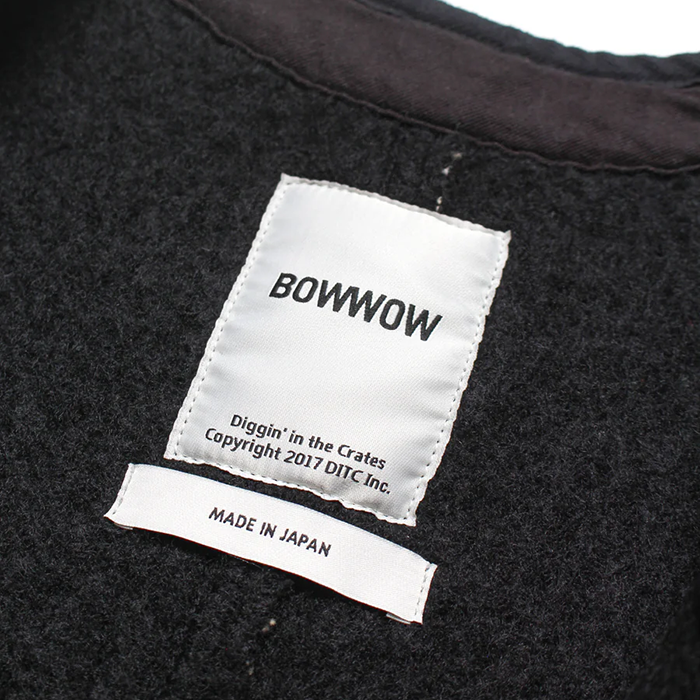 BOWWOW
Diggin' in the Crates
Copyright 2017 DITC Inc.
MADE IN JAPAN